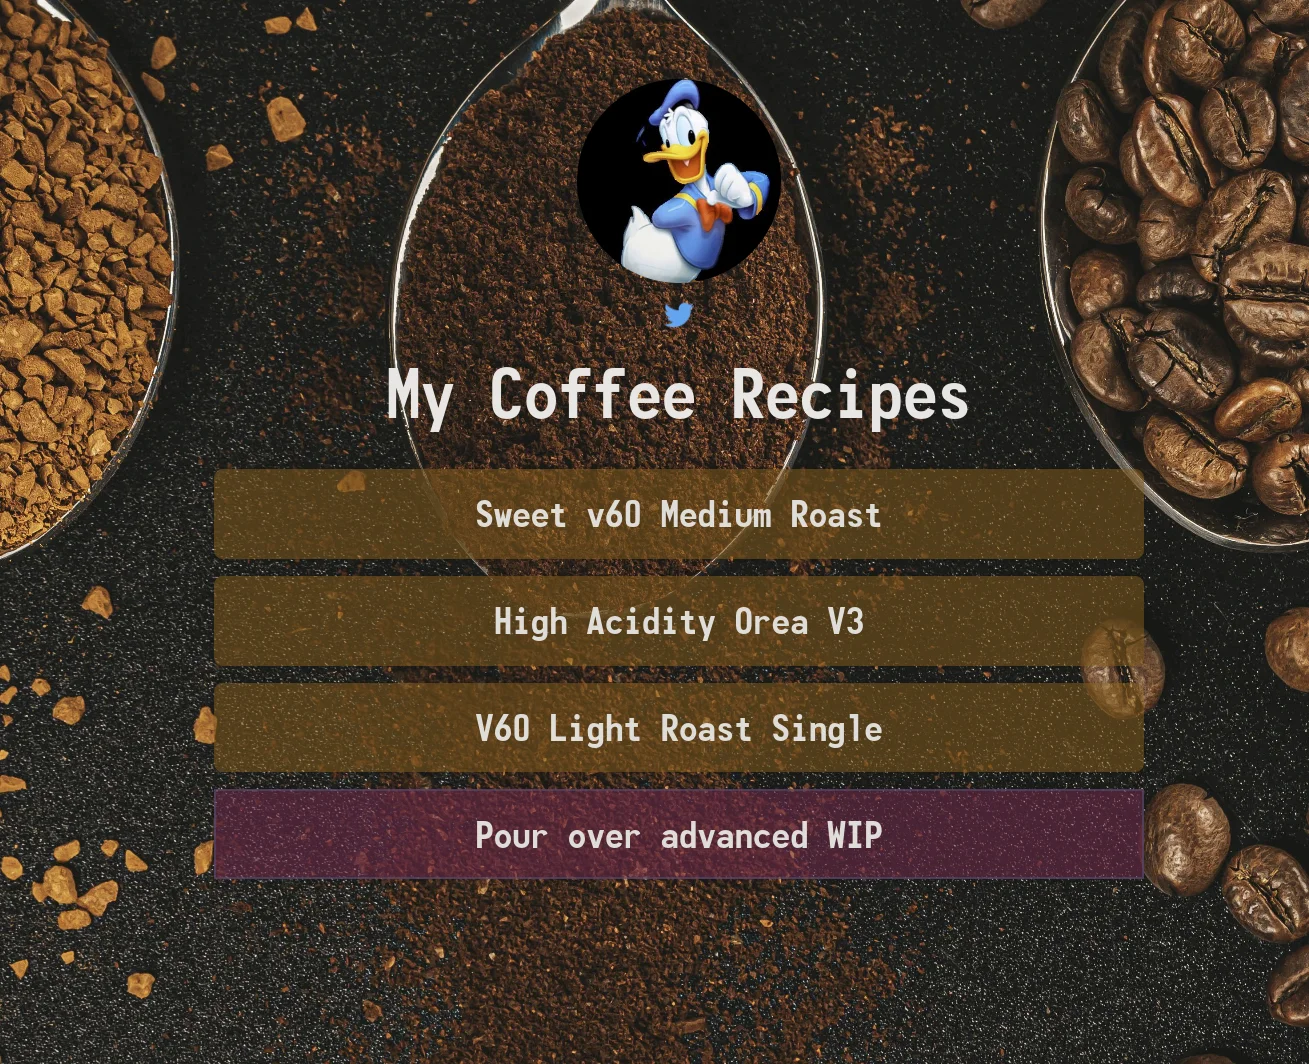 My Coffee Recipes
Sweet v60 Medium Roast
High Acidity Orea V3
V60 Light Roast Single
Pour over advanced WIP